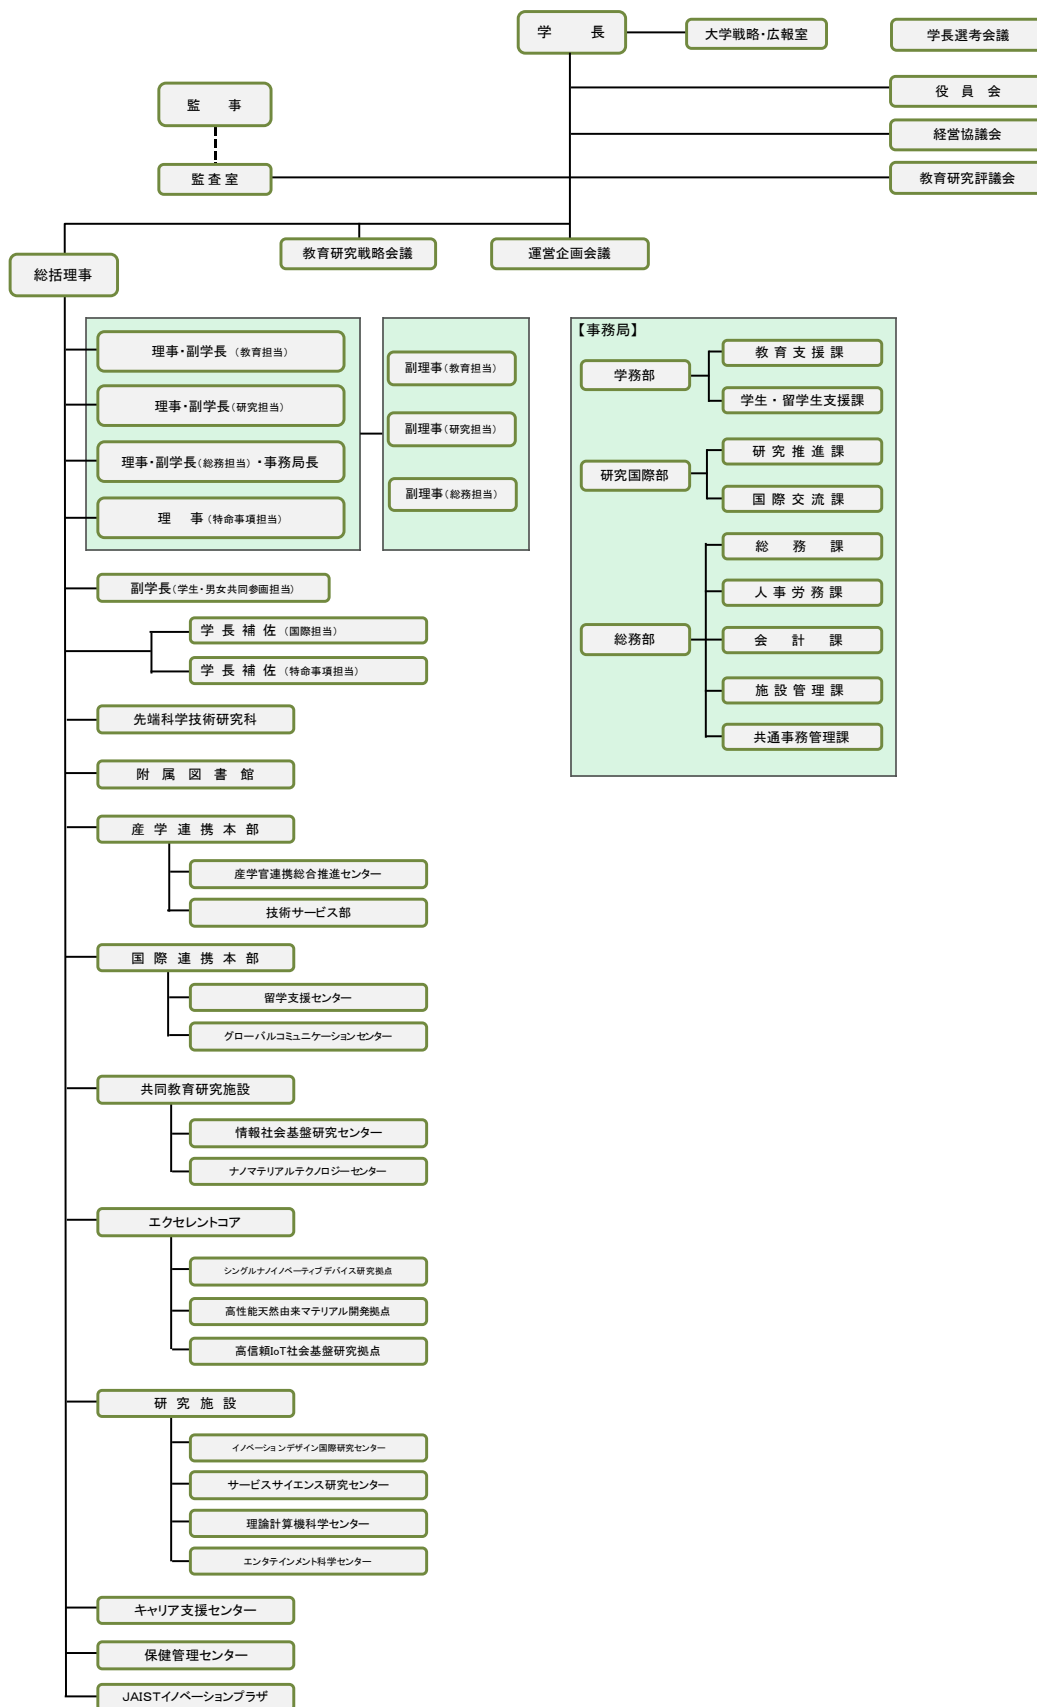 学　長
大学戦略・広報室
学長選考会議
役　員　会
監　事
経営協議会
監 査 室
教育研究評議会
教育研究戦略会議
運営企画会議
総括理事
理事・副学長（教育担当）
理事・副学長（研究担当）
理事・副学長（総務担当）・事務局長
理　事（特命事項担当）
副理事（教育担当）
副理事（研究担当）
副理事（総務担当）
【事務局】
学務部
教 育 支 援 課
学生・留学生支援課
研究国際部
研 究 推 進 課
国 際 交 流 課
総務部
総　務　課
人 事 労 務 課
会　計　課
施 設 管 理 課
共通事務管理課
副学長（学生・男女共同参画担当）
学 長 補 佐（国際担当）
学 長 補 佐（特命事項担当）
先端科学技術研究科
附 属 図 書 館
産 学 連 携 本 部
産学官連携総合推進センター
技術サービス部
国 際 連 携 本 部
留学支援センター
グローバルコミュニケーションセンター
共同教育研究施設
情報社会基盤研究センター
ナノマテリアルテクノロジーセンター
エクセレントコア
シングルナノイノベーティブデバイス研究拠点
高性能天然由来マテリアル開発拠点
高信頼IoT社会基盤研究拠点
研 究 施 設
イノベーションデザイン国際研究センター
サービスサイエンス研究センター
理論計算機科学センター
エンタテインメント科学センター
キャリア支援センター
保健管理センター
JAISTイノベーションプラザ